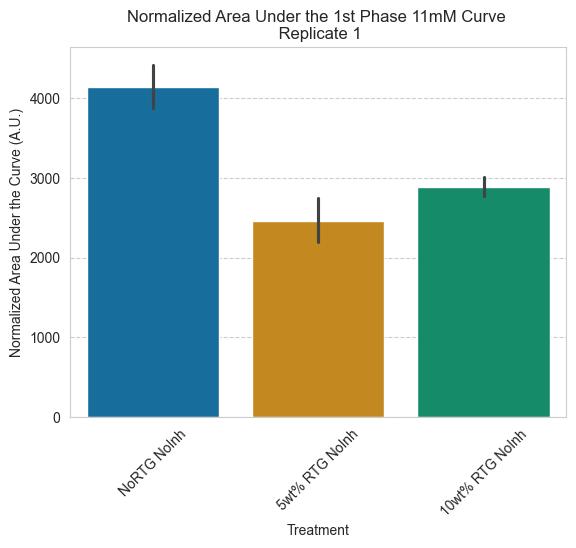 Normalized Area Under the 1st Phase 11mM Curve
Replicate 1
Normalized Area Under the Curve (A.U.)
4000
3000
2000
1000
0
NoRTG NoInh
5wt% RTG NoInh
10wt% RTG NoInh
Treatment